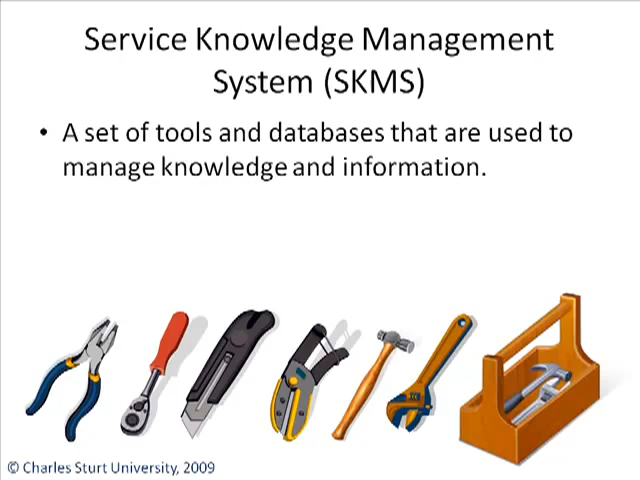 Service Knowledge Management
System (SKMS)
• A set of tools and databases that are used to
manage knowledge and information.
© Charles Sturt University, 2009